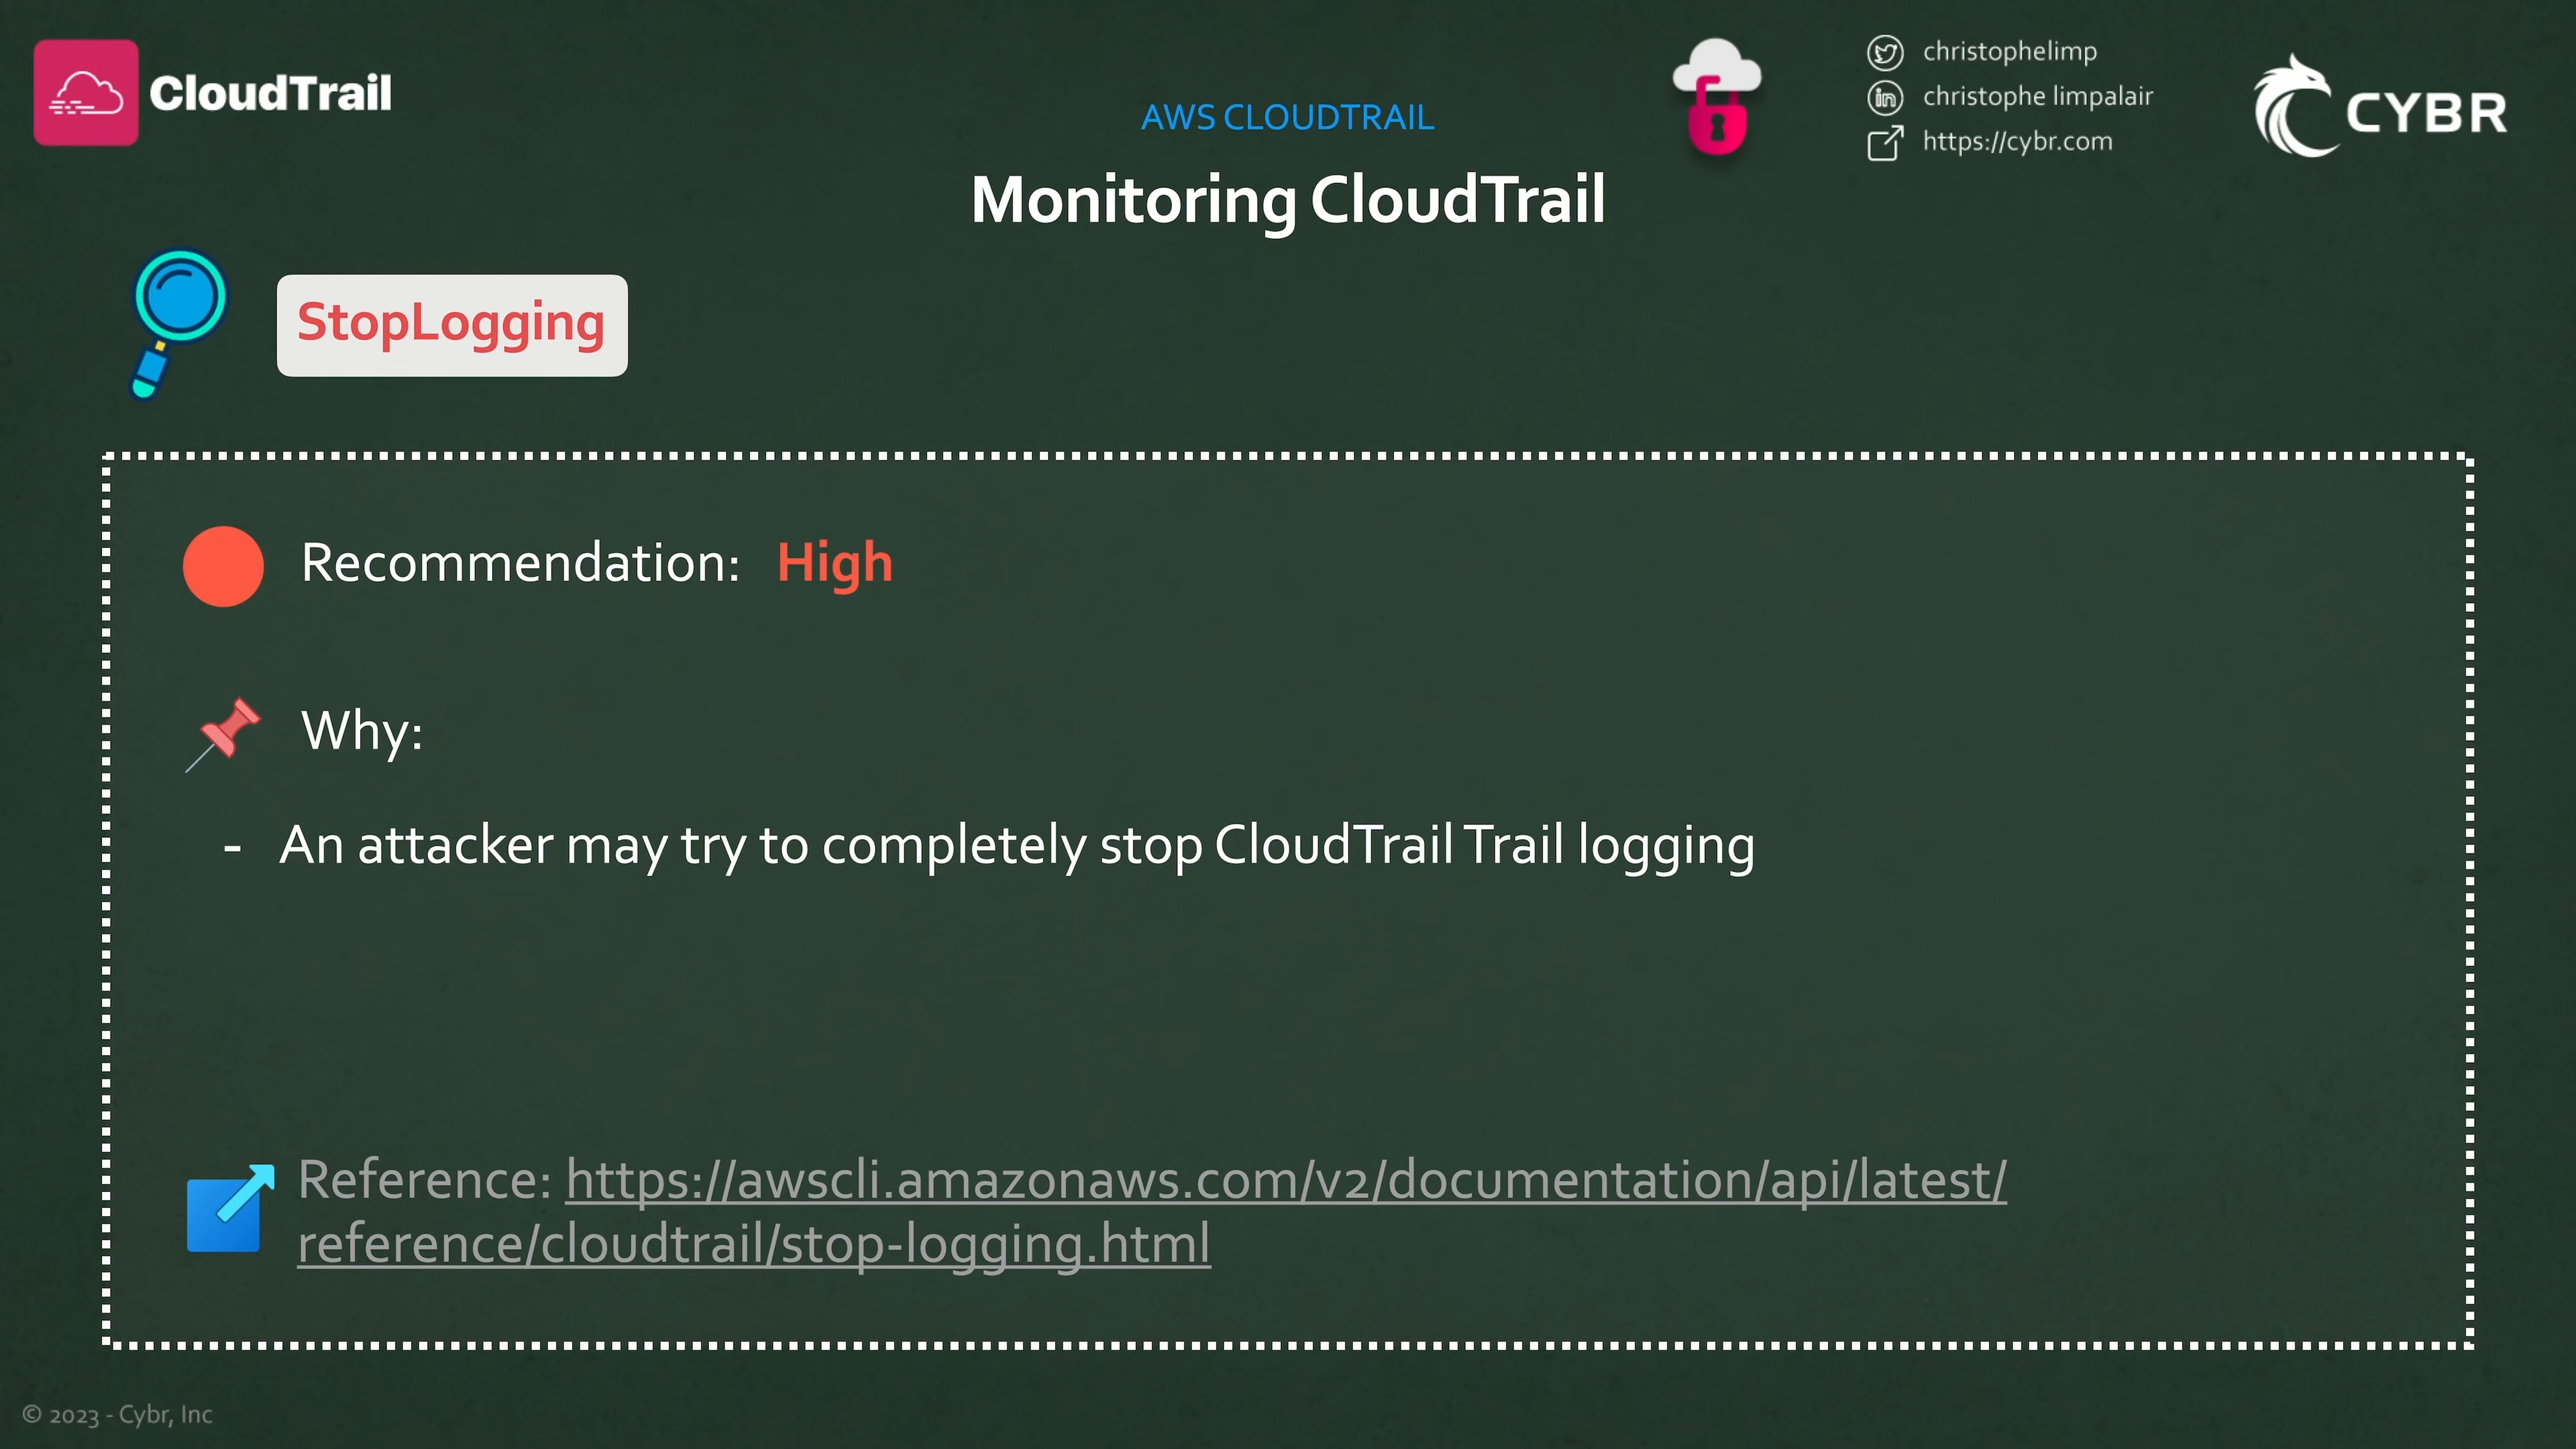 CloudTrail
AWS CLOUDTRAIL
Monitoring CloudTrail
christophelimp
christophe limpalair
https://cybr.com
CYBR
StopLogging
Recommendation: High
Why:
- An attacker may try to completely stop CloudTrail Trail logging
Reference: https://awscli.amazonaws.com/v2/documentation/api/latest/
reference/cloudtrail/stop-logging.html
© 2023 - Cybr, Inc